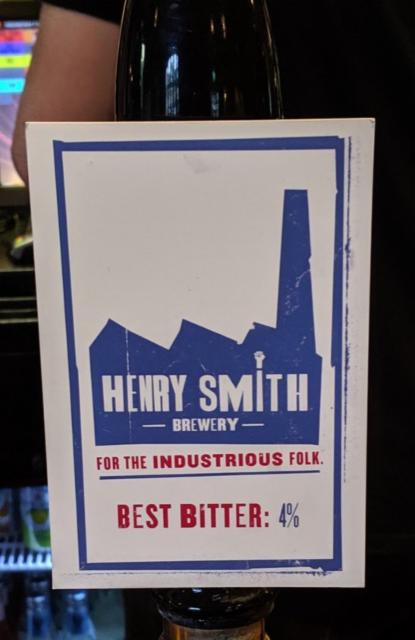 HENRY SMITH
BREWERY
FOR THE INDUSTRIOUS FOLK.
BEST BITTER: 4%